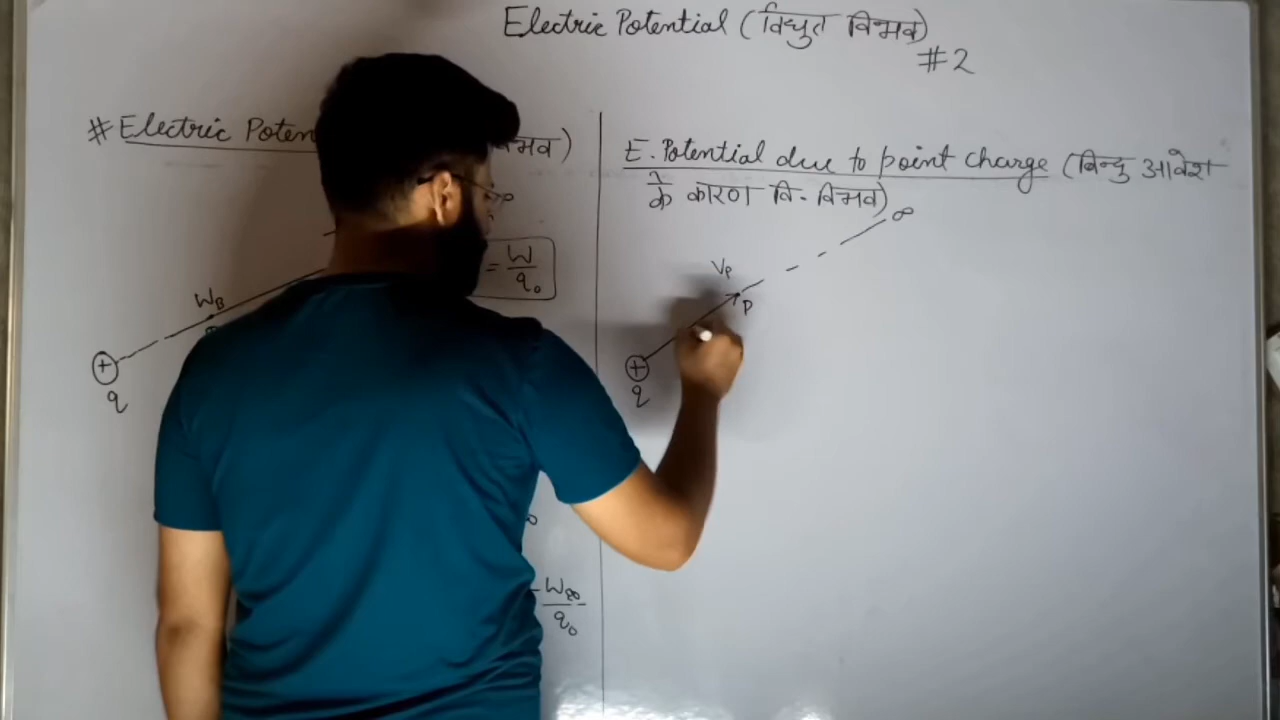 Electric Potential (विधुत विभव)
#2
# Electric Poten
भव)
= W
q₀
W_B
+
q
W∞
q₀
E. Potential due to point charge (बिन्दु आवेश
के कारण वि. विभव)
∞
V_P
P
+
q